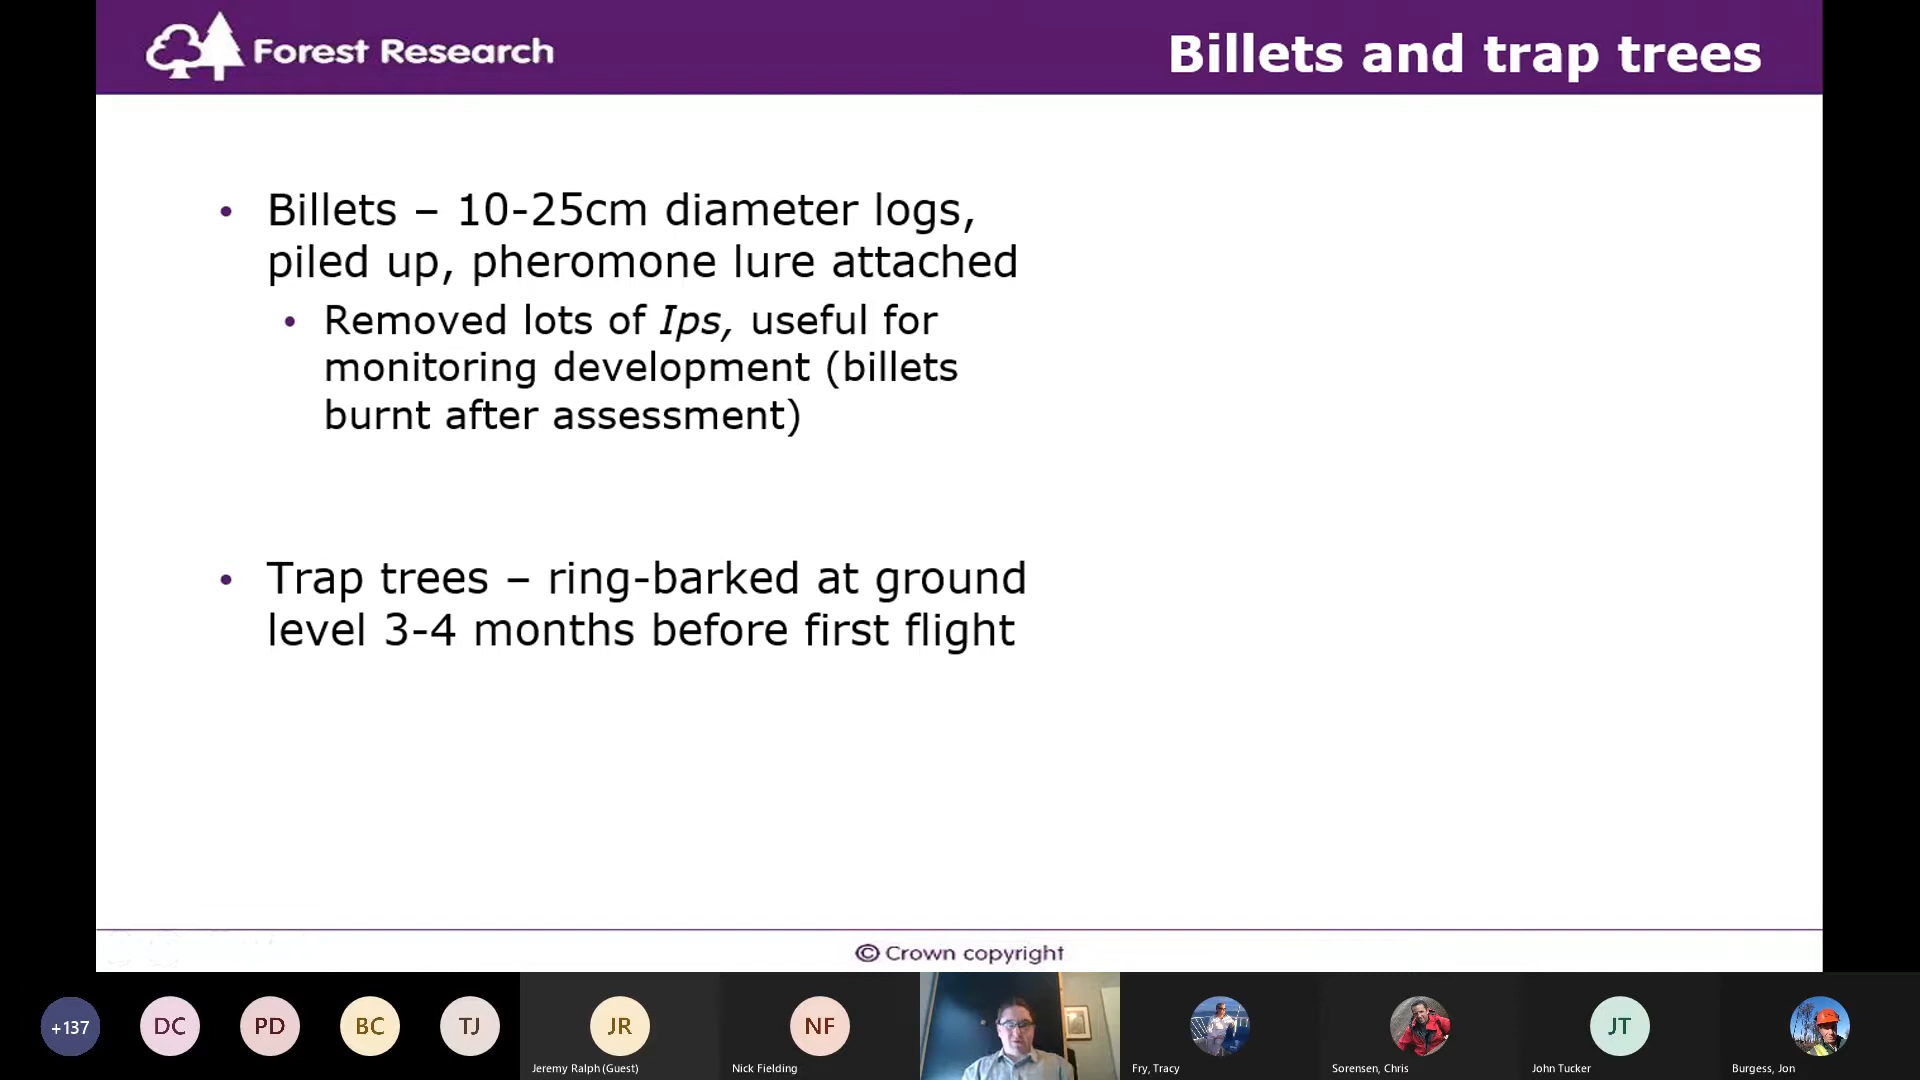 Forest Research
Billets and trap trees
• Billets – 10-25cm diameter logs,
piled up, pheromone lure attached
• Removed lots of Ips, useful for
monitoring development (billets
burnt after assessment)
• Trap trees – ring-barked at ground
level 3-4 months before first flight
© Crown copyright
+137
DC
PD
BC
TJ
JR
NF
JT
Jeremy Ralph (Guest)
Nick Fielding
Fry, Tracy
Sorensen, Chris
John Tucker
Burgess, Jon